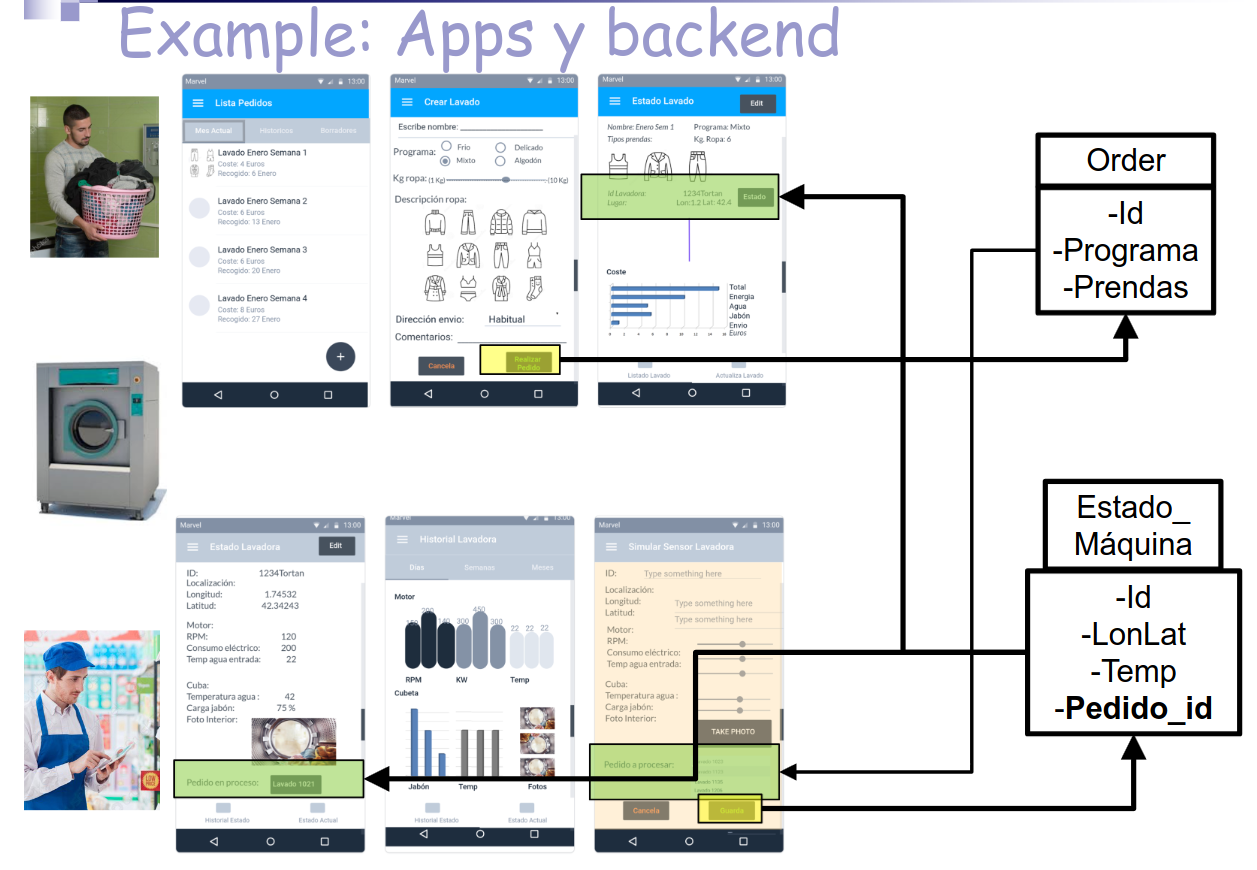 Example: Apps y backend
Marvel 13:00
Lista Pedidos
Mes Actual Historicos Borradores
Lavado Enero Semana 1
Coste: 4 Euros
Recogido: 6 Enero
Lavado Enero Semana 2
Coste: 6 Euros
Recogido: 13 Enero
Lavado Enero Semana 3
Coste: 6 Euros
Recogido: 20 Enero
Lavado Enero Semana 4
Coste: 8 Euros
Recogido: 27 Enero
+
Marvel 13:00
Crear Lavado
Escribe nombre:
Programa: Frio Delicado
Mixto Algodón
Kg ropa: (1 Kg) (10 Kg)
Descripción ropa:
Dirección envio: Habitual
Comentarios:
Cancela Realizar
Pedido
Marvel 13:00
Estado Lavado Edit
Nombre: Enero Sem 1 Programa: Mixto
Tipos prendas: Kg. Ropa: 6
Id Lavadora: 1234Tortan Estado
Lugar: Lon:1.2 Lat: 42.4
Coste
Total
Energia
Agua
Jabón
Envio
0 2 4 6 8 10 12 14 16 Euros
Listado Lavado Actualiza Lavado
Order
-Id
-Programa
-Prendas
Marvel 13:00
Estado Lavadora Edit
ID: 1234Tortan
Localización:
Longitud: 1.74532
Latitud: 42.34243
Motor:
RPM: 120
Consumo eléctrico: 200
Temp agua entrada: 22
Cuba:
Temperatura agua : 42
Carga jabón: 75 %
Foto Interior:
Pedido en proceso: Lavado 1021
Historial Estado Estado Actual
Marvel 13:00
Historial Lavadora
Días Semanas Meses
Motor
150 200 140 300 450 300 22 22 22
RPM KW Temp
Cubeta
Jabón Temp Fotos
Historial Estado Estado Actual
Marvel 13:00
Simular Sensor Lavadora
ID: Type something here
Localización:
Longitud: Type something here
Latitud: Type something here
Motor:
RPM:
Consumo eléctrico:
Temp agua entrada:
Cuba:
Temperatura agua :
Carga jabón:
Foto Interior:
TAKE PHOTO
Pedido a procesar:
Cancela Guarda
Estado_
Máquina
-Id
-LonLat
-Temp
-Pedido_id